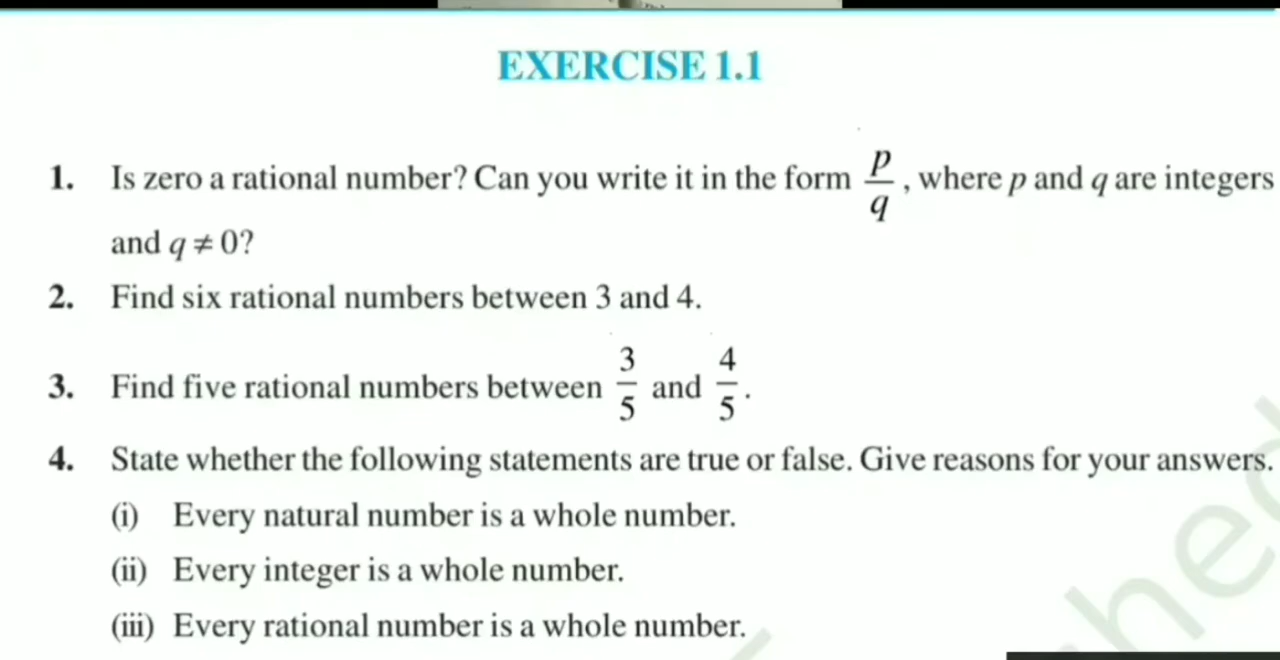 EXERCISE 1.1
1. Is zero a rational number? Can you write it in the form p/q, where p and q are integers
and q ≠ 0?
2. Find six rational numbers between 3 and 4.
3. Find five rational numbers between 3/5 and 4/5.
4. State whether the following statements are true or false. Give reasons for your answers.
(i) Every natural number is a whole number.
(ii) Every integer is a whole number.
(iii) Every rational number is a whole number.